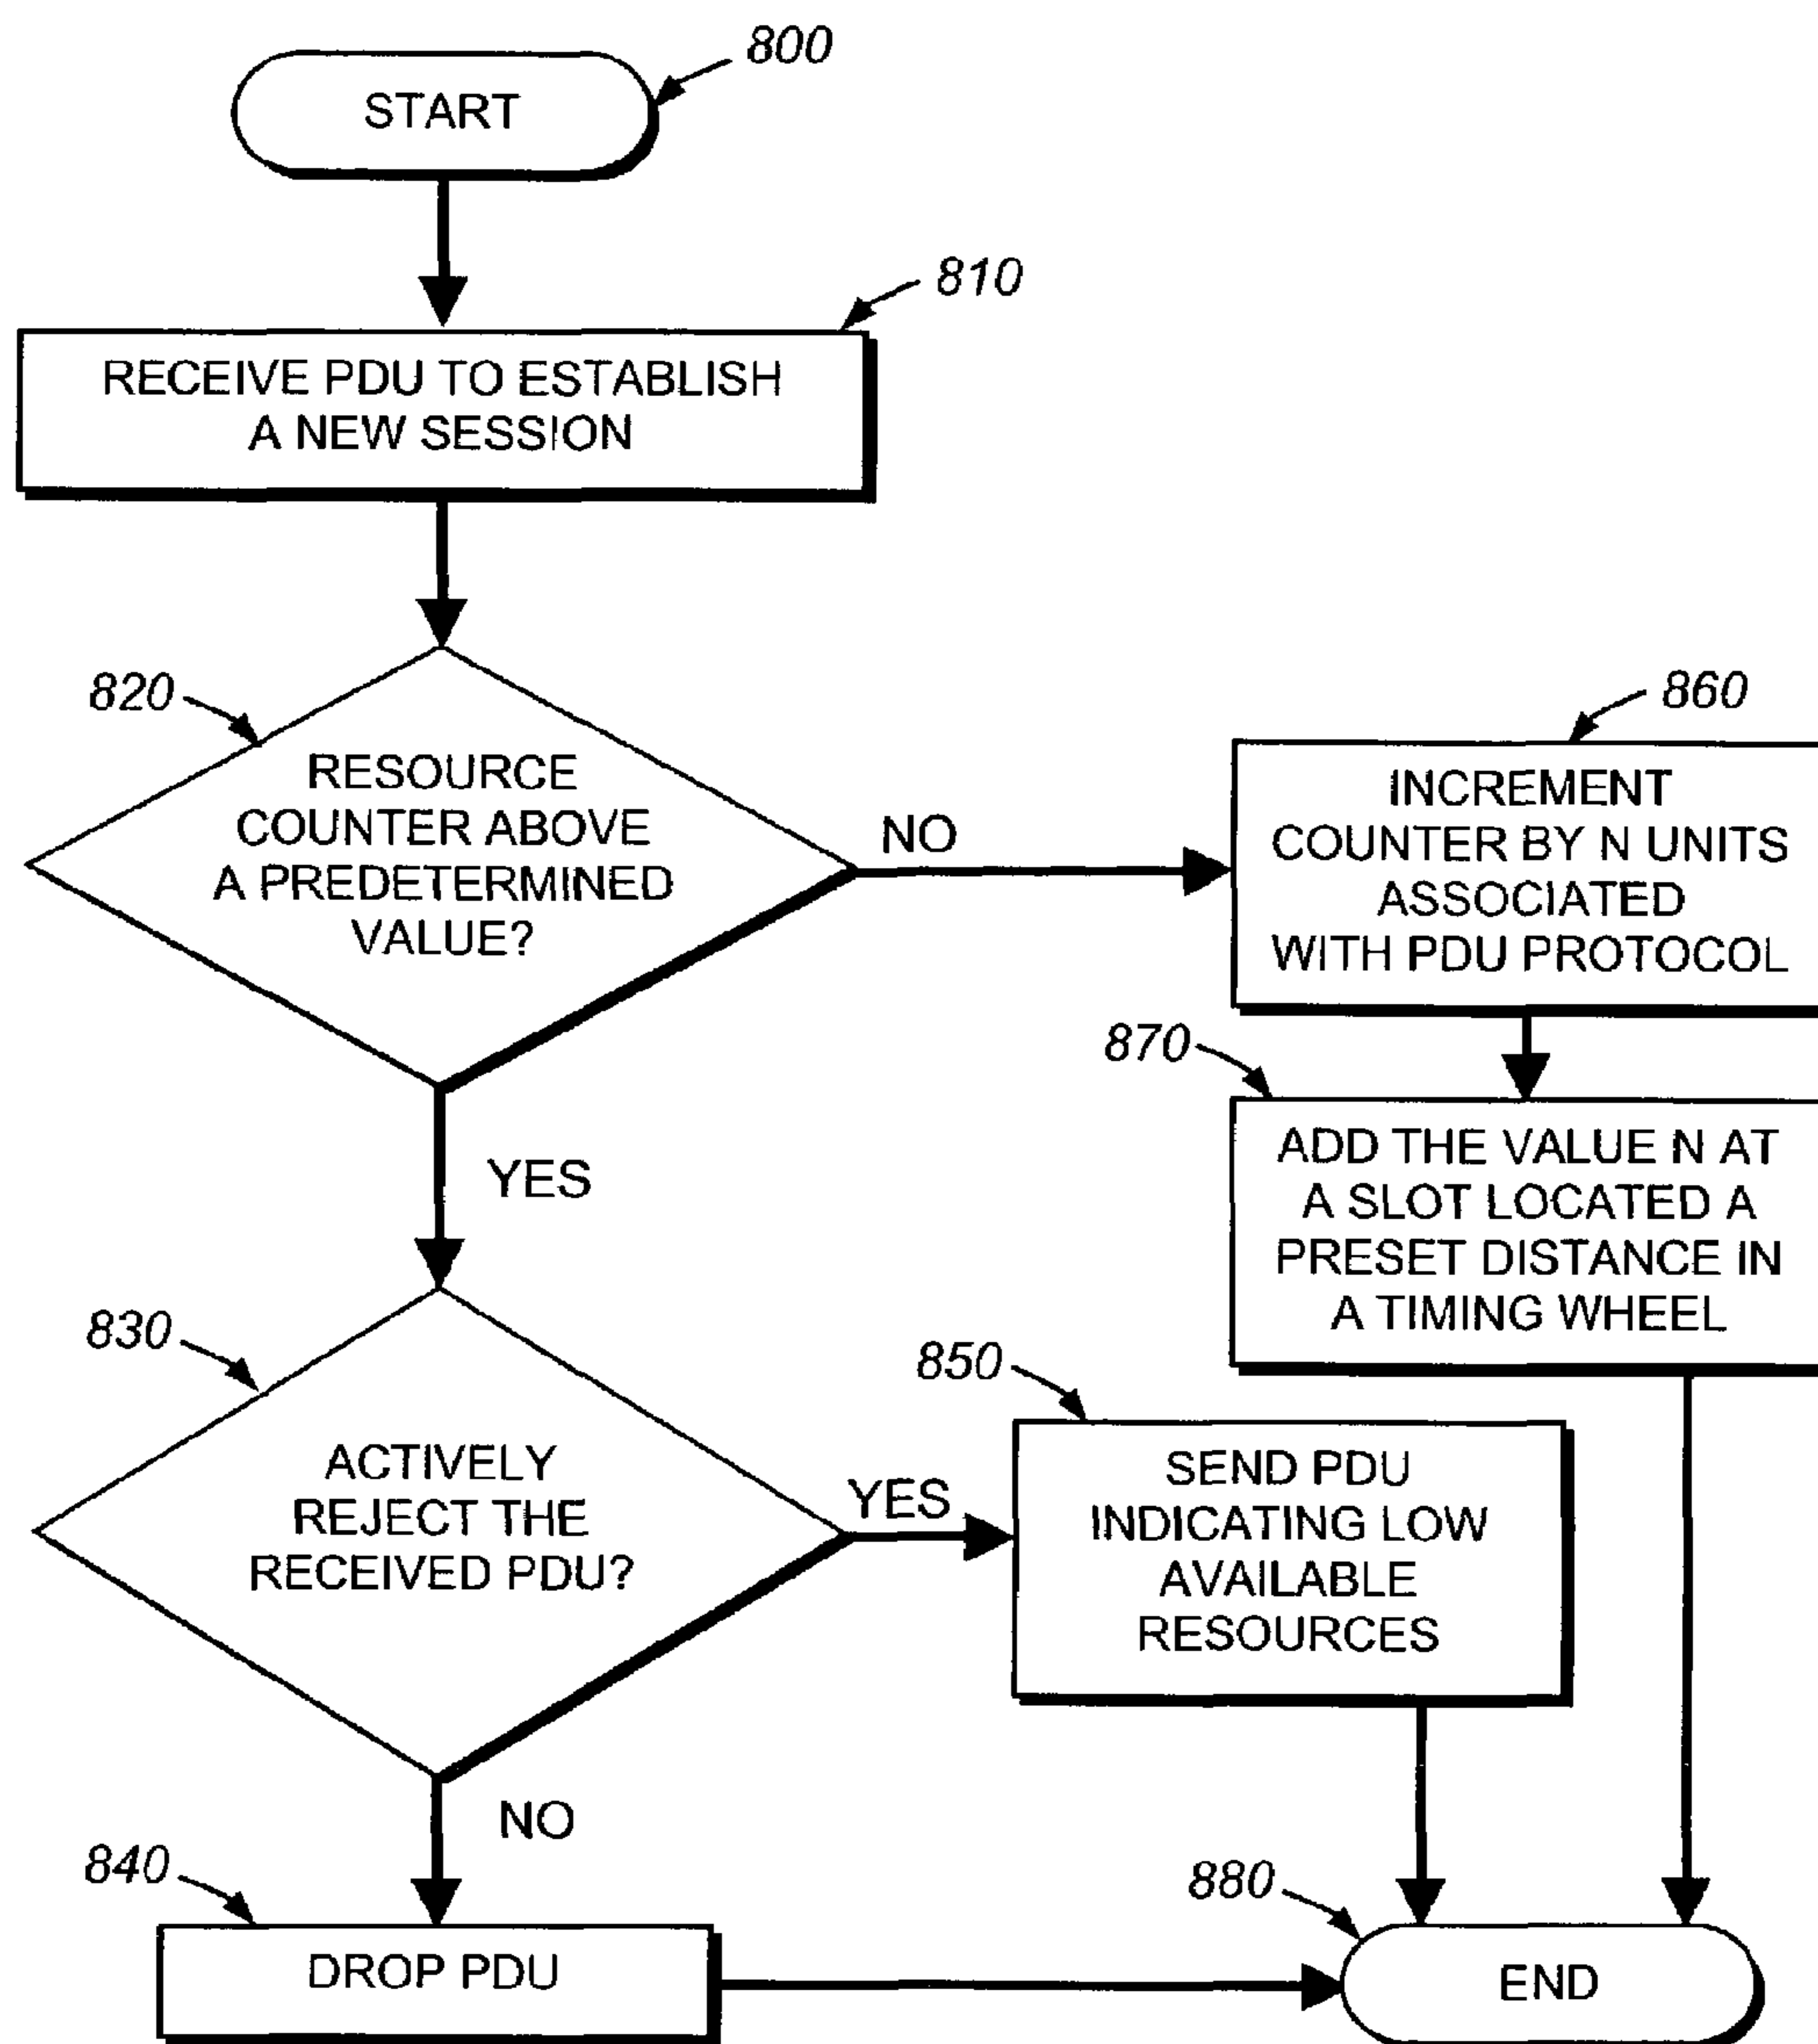 800
START
810
RECEIVE PDU TO ESTABLISH
A NEW SESSION
820
RESOURCE
COUNTER ABOVE
A PREDETERMINED
VALUE?
NO
860
INCREMENT
COUNTER BY N UNITS
ASSOCIATED
WITH PDU PROTOCOL
870
ADD THE VALUE N AT
A SLOT LOCATED A
PRESET DISTANCE IN
A TIMING WHEEL
YES
830
ACTIVELY
REJECT THE
RECEIVED PDU?
YES
850
SEND PDU
INDICATING LOW
AVAILABLE
RESOURCES
NO
840
DROP PDU
880
END